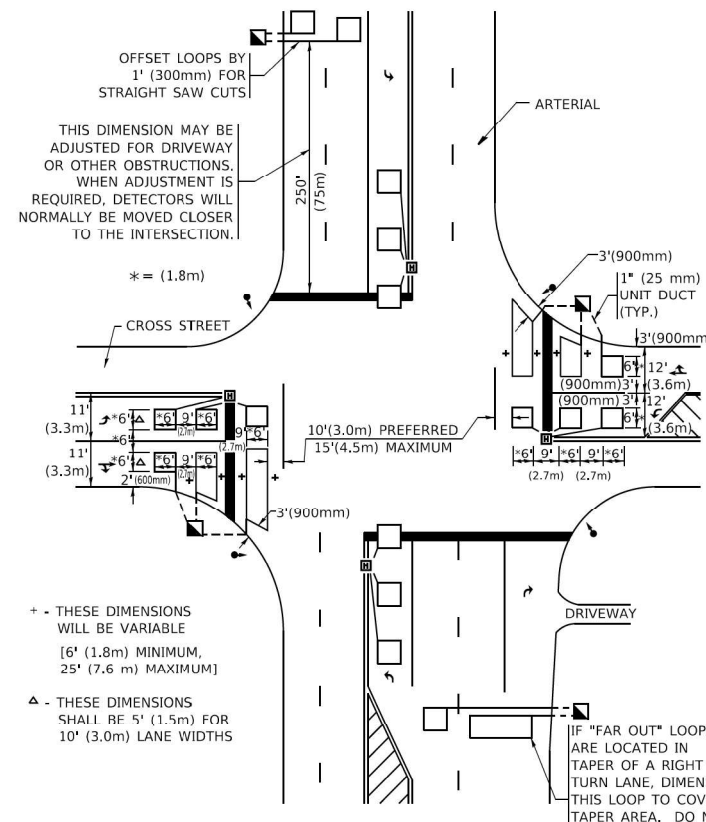 OFFSET LOOPS BY
1' (300mm) FOR
STRAIGHT SAW CUTS
ARTERIAL
THIS DIMENSION MAY BE
ADJUSTED FOR DRIVEWAY
OR OTHER OBSTRUCTIONS.
WHEN ADJUSTMENT IS
REQUIRED, DETECTORS WILL
NORMALLY BE MOVED CLOSER
TO THE INTERSECTION.
250'
(75m)
* = (1.8m)
H
3'(900mm)
1" (25 mm)
UNIT DUCT
(TYP.)
CROSS STREET
3'(900mm
+ + +
6'* 12'
(900mm) 3' (3.6m)
(900mm) 3' 12'
6'* (3.6m)
H
*6' 9' *6' 9' *6'
(2.7m) (2.7m)
10'(3.0m) PREFERRED
15'(4.5m) MAXIMUM
H
11'
(3.3m)
*6' Δ *6' 9' *6'
(2.7m)
*6'
9' *6'
(2.7m)
11'
(3.3m)
*6' Δ *6' 9' *6'
(2.7m)
2' (600mm)
+ + + +
3'(900mm)
H
+ - THESE DIMENSIONS
WILL BE VARIABLE
[6' (1.8m) MINIMUM,
25' (7.6 m) MAXIMUM]
Δ - THESE DIMENSIONS
SHALL BE 5' (1.5m) FOR
10' (3.0m) LANE WIDTHS
DRIVEWAY
IF "FAR OUT" LOOP
ARE LOCATED IN
TAPER OF A RIGHT
TURN LANE, DIMEN
THIS LOOP TO COV
TAPER AREA. DO N